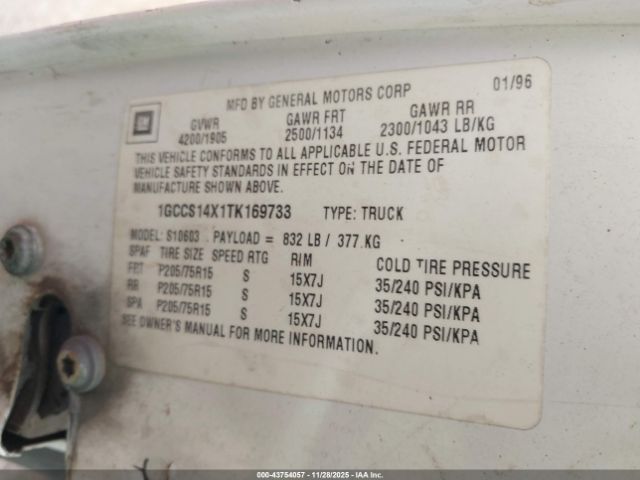 GM
MFD BY GENERAL MOTORS CORP 01/96
GVWR GAWR FRT GAWR RR
4200/1905 2500/1134 2300/1043 LB/KG
THIS VEHICLE CONFORMS TO ALL APPLICABLE U.S. FEDERAL MOTOR
VEHICLE SAFETY STANDARDS IN EFFECT ON THE DATE OF
MANUFACTURE SHOWN ABOVE.
1GCCS14X1TK169733 TYPE: TRUCK
MODEL: S10603 PAYLOAD = 832 LB / 377 KG
SPAF TIRE SIZE SPEED RTG RIM COLD TIRE PRESSURE
FRT P205/75R15 S 15X7J 35/240 PSI/KPA
RR P205/75R15 S 15X7J 35/240 PSI/KPA
SPA P205/75R15 S 15X7J 35/240 PSI/KPA
SEE OWNER'S MANUAL FOR MORE INFORMATION.
000-43754057 - 11/28/2025 - IAA, Inc.